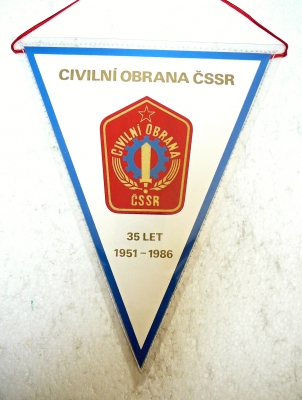 CIVILNÍ OBRANA ČSSR
CIVILNÍ OBRANA
ČSSR
35 LET
1951 - 1986